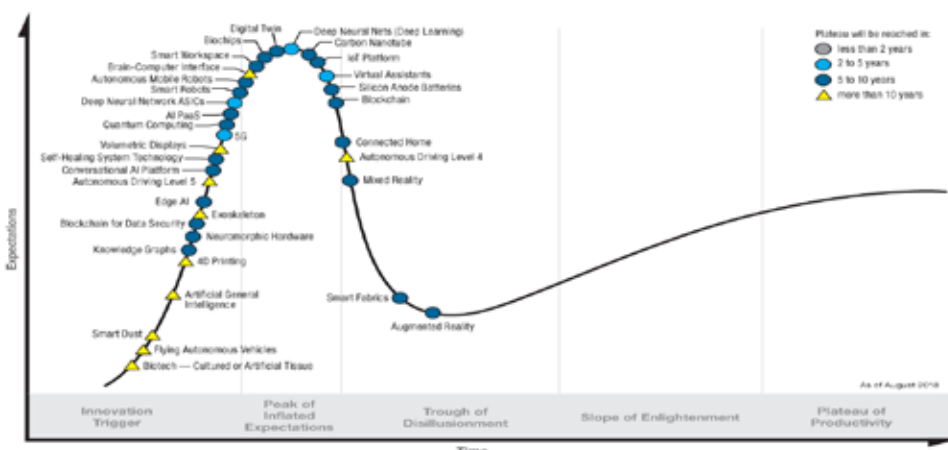 Digital Twin
Biochips
Smart Workspace
Brain-Computer Interface
Autonomous Mobile Robots
Smart Robots
Deep Neural Network ASICs
AI PaaS
Quantum Computing
5G
Volumetric Displays
Self-Healing System Technology
Conversational AI Platform
Autonomous Driving Level 5
Edge AI
Exoskeleton
Blockchain for Data Security
Neuromorphic Hardware
Knowledge Graphs
4D Printing
Artificial General
Intelligence
Smart Dust
Flying Autonomous Vehicles
Biotech — Cultured or Artificial Tissue
Deep Neural Nets (Deep Learning)
Carbon Nanotube
IoT Platform
Virtual Assistants
Silicon Anode Batteries
Blockchain
Connected Home
Autonomous Driving Level 4
Mixed Reality
Smart Fabrics
Augmented Reality
Plateau will be reached in:
less than 2 years
2 to 5 years
5 to 10 years
more than 10 years
As of August 2018
Expectations
Innovation
Trigger
Peak of
Inflated
Expectations
Trough of
Disillusionment
Slope of Enlightenment
Plateau of
Productivity
Time